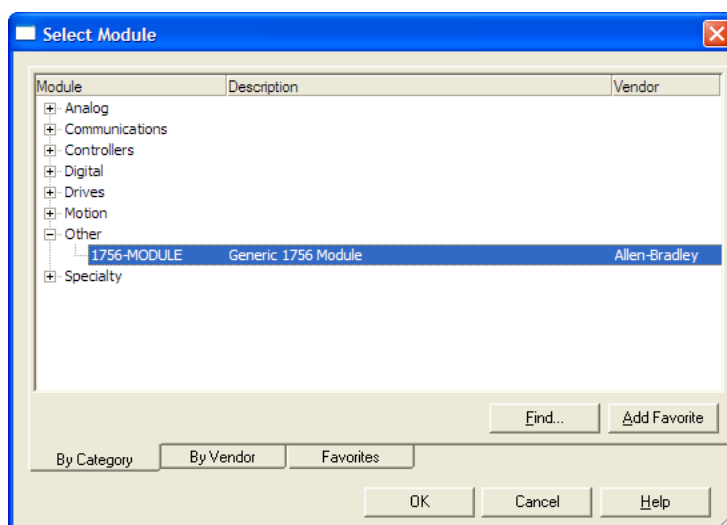 Select Module
Module Description Vendor
Analog
Communications
Controllers
Digital
Drives
Motion
Other
1756-MODULE Generic 1756 Module Allen-Bradley
Specialty
Find... Add Favorite
By Category By Vendor Favorites
OK Cancel Help